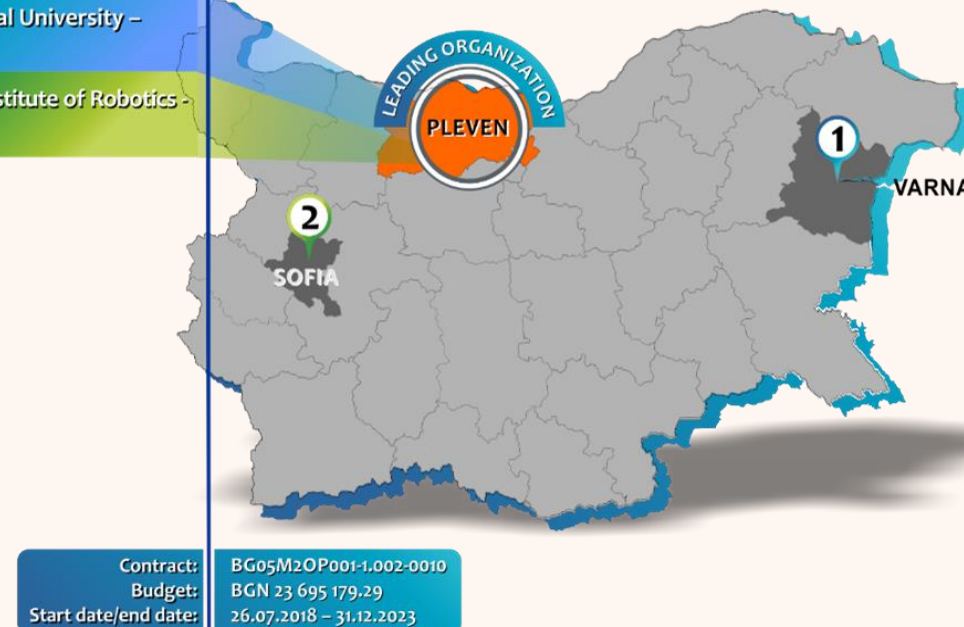 al University –
stitute of Robotics -
LEADING ORGANIZATION
PLEVEN
1
VARNA
2
SOFIA
Contract: BG05M2OP001-1.002-0010
Budget: BGN 23 695 179.29
Start date/end date: 26.07.2018 – 31.12.2023